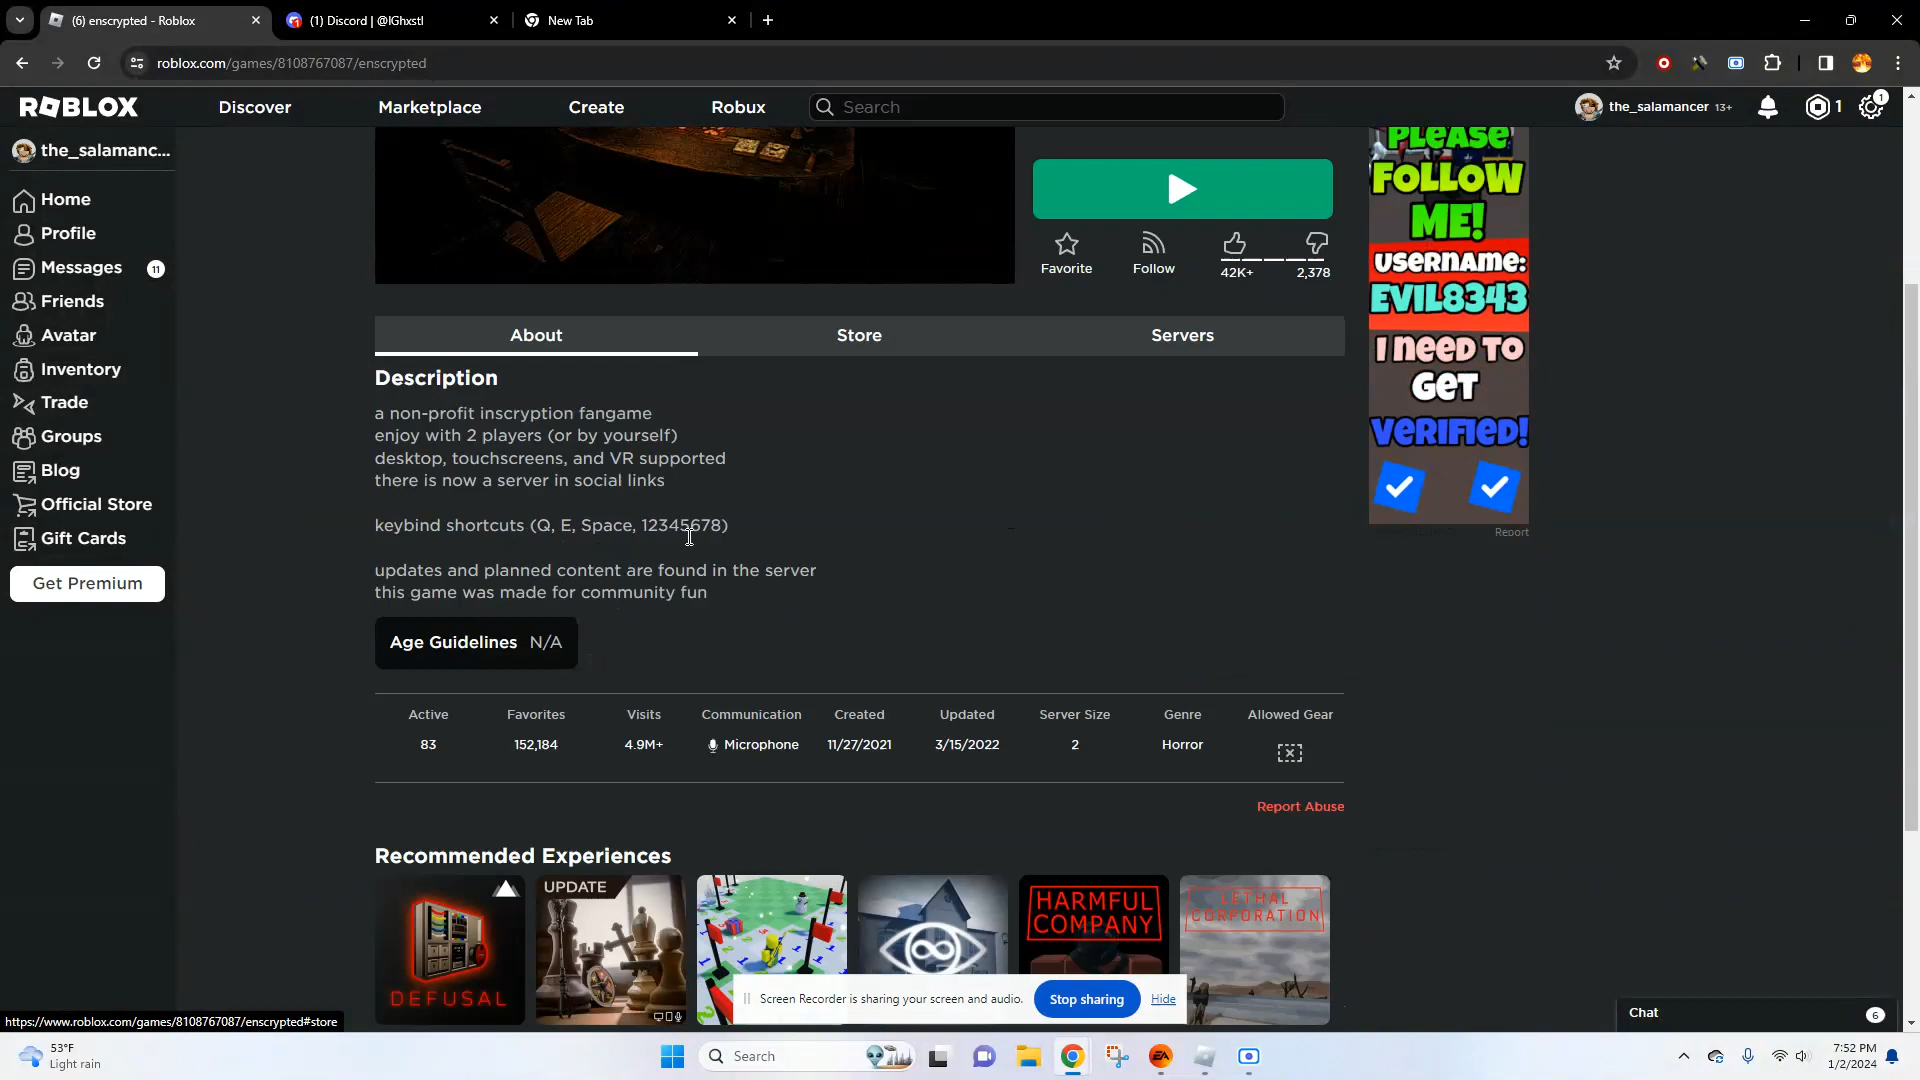 (6) enscrypted - Roblox
(1) Discord | @IGhxstI
New Tab
roblox.com/games/8108767087/enscrypted
ROBLOX
Discover
Marketplace
Create
Robux
Search
the_salamancer 13+
1
1
the_salamanc...
Home
Profile
Messages 11
Friends
Avatar
Inventory
Trade
Groups
Blog
Official Store
Gift Cards
Get Premium
Favorite
Follow
42K+
2,378
About
Store
Servers
Description
a non-profit inscryption fangame
enjoy with 2 players (or by yourself)
desktop, touchscreens, and VR supported
there is now a server in social links
keybind shortcuts (Q, E, Space, 12345678)
updates and planned content are found in the server
this game was made for community fun
Age Guidelines N/A
Active Favorites Visits Communication Created Updated Server Size Genre Allowed Gear
83 152,184 4.9M+ Microphone 11/27/2021 3/15/2022 2 Horror
Report Abuse
PLEASE
FOLLOW
ME!
USERNAME:
EVIL8343
I NEED TO
GET
VERIFIED!
Report
Recommended Experiences
DEFUSAL
UPDATE
HARMFUL
COMPANY
LETHAL
CORPORATION
Screen Recorder is sharing your screen and audio.
Stop sharing
Hide
Chat
6
https://www.roblox.com/games/8108767087/enscrypted#store
53°F
Light rain
Search
7:52 PM
1/2/2024